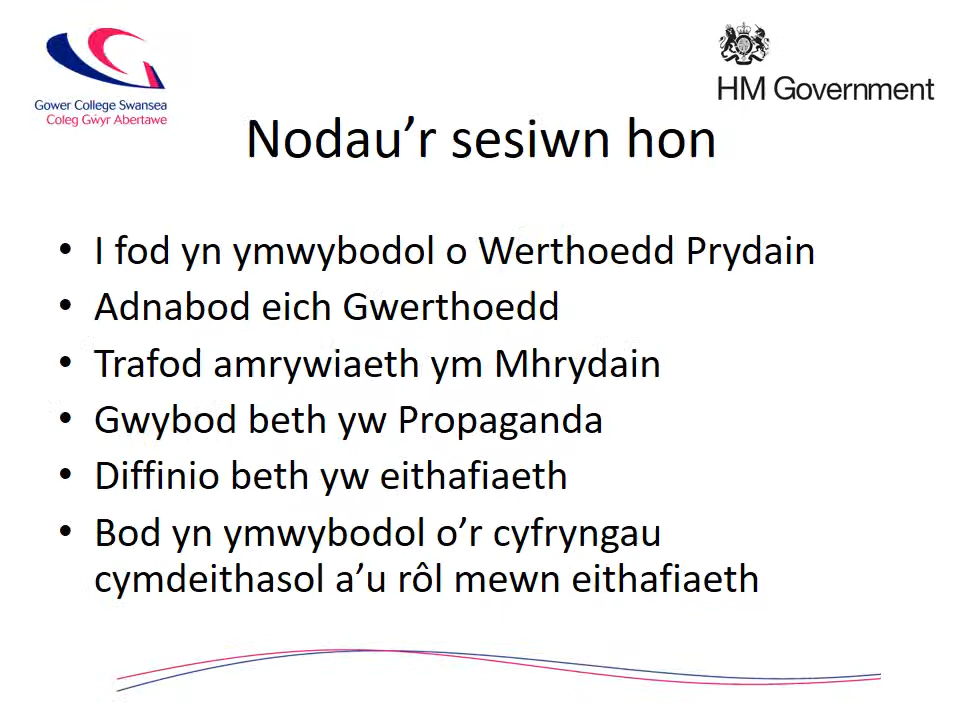 Gower College Swansea
Coleg Gŵyr Abertawe
HM Government
Nodau’r sesiwn hon
• I fod yn ymwybodol o Werthoedd Prydain
• Adnabod eich Gwerthoedd
• Trafod amrywiaeth ym Mhrydain
• Gwybod beth yw Propaganda
• Diffinio beth yw eithafiaeth
• Bod yn ymwybodol o’r cyfryngau
cymdeithasol a’u rôl mewn eithafiaeth